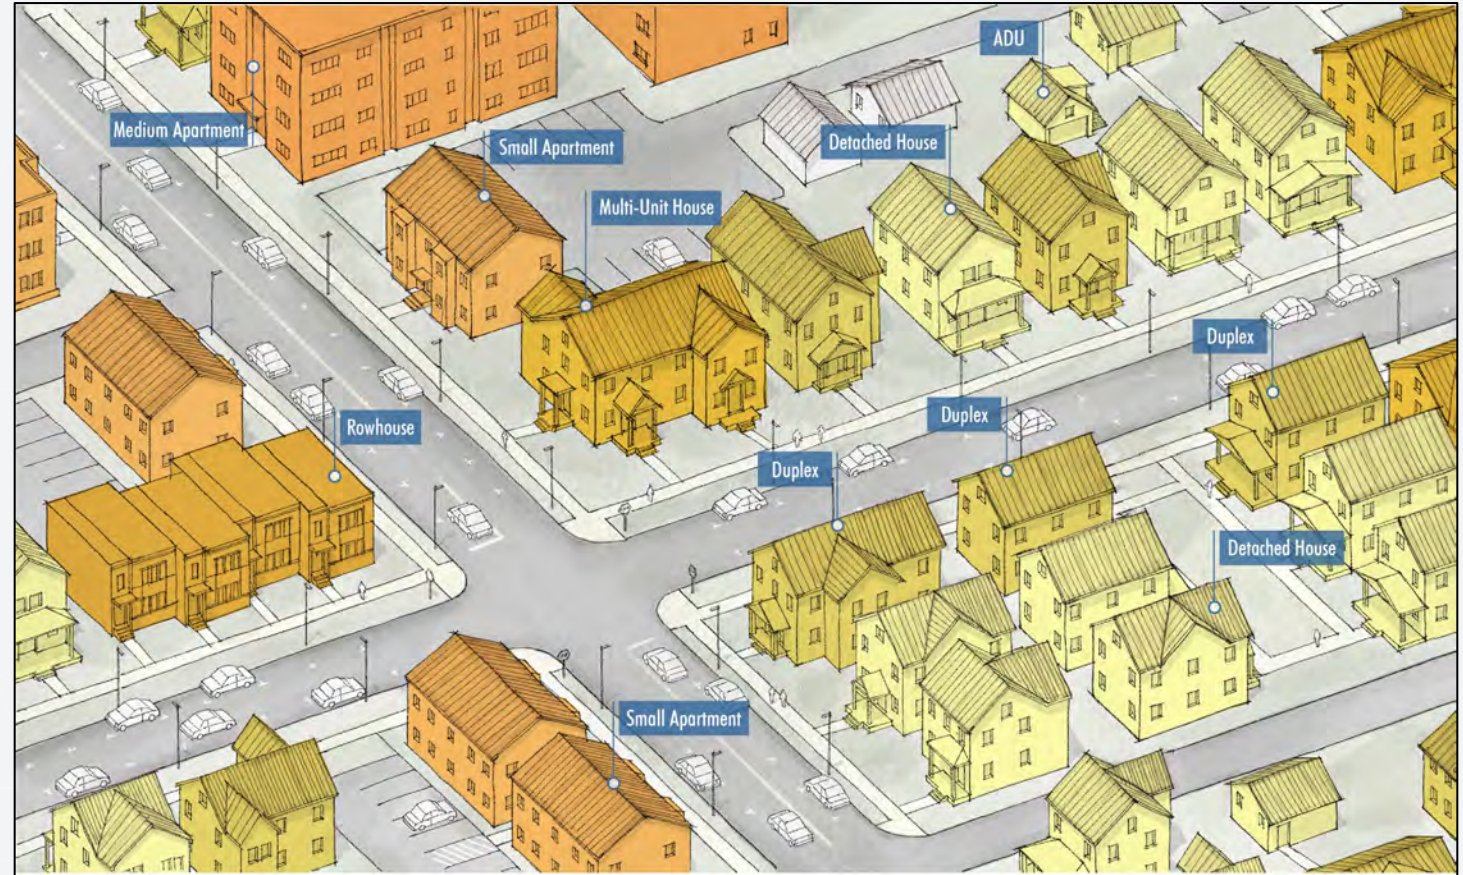 ADU
Medium Apartment
Small Apartment
Detached House
Multi-Unit House
Duplex
Duplex
Rowhouse
Duplex
Detached House
Small Apartment